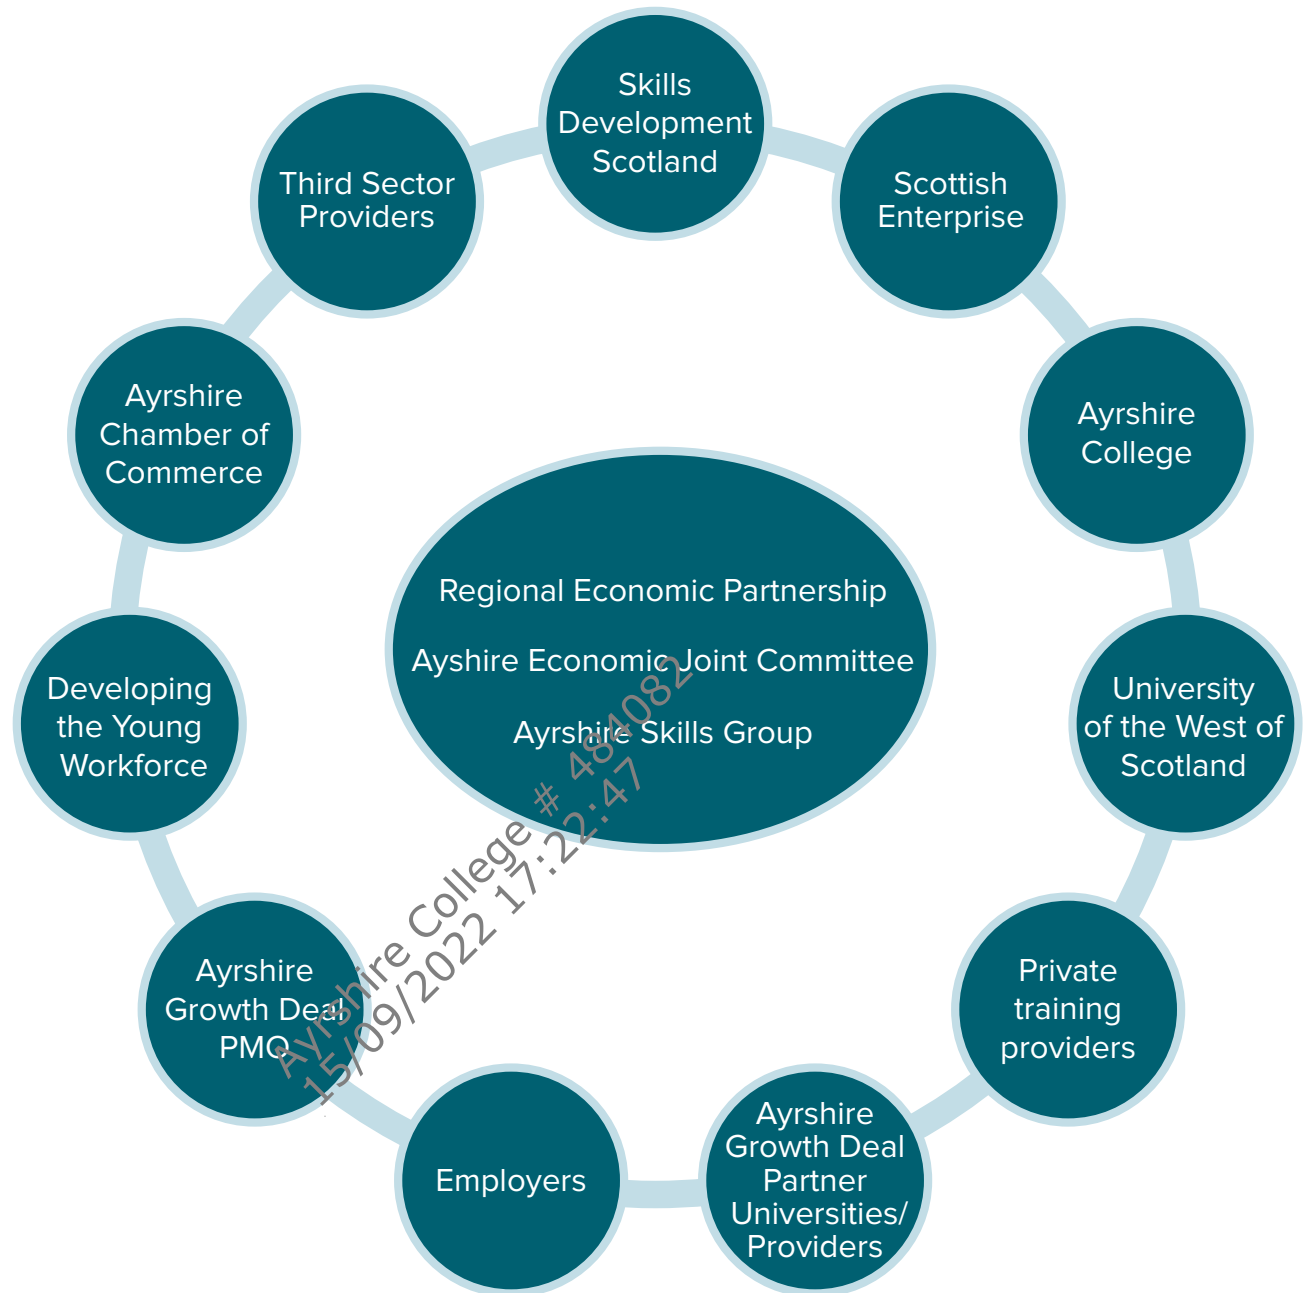 Skills
Development
Scotland
Scottish
Enterprise
Ayrshire
College
University
of the West of
Scotland
Private
training
providers
Ayrshire
Growth Deal
Partner
Universities/
Providers
Employers
Ayrshire
Growth Deal
PMO
Developing
the Young
Workforce
Ayrshire
Chamber of
Commerce
Third Sector
Providers
Regional Economic Partnership
Ayshire Economic Joint Committee
Ayrshire Skills Group
Ayrshire College # 484082
15/09/2022 17:22:47